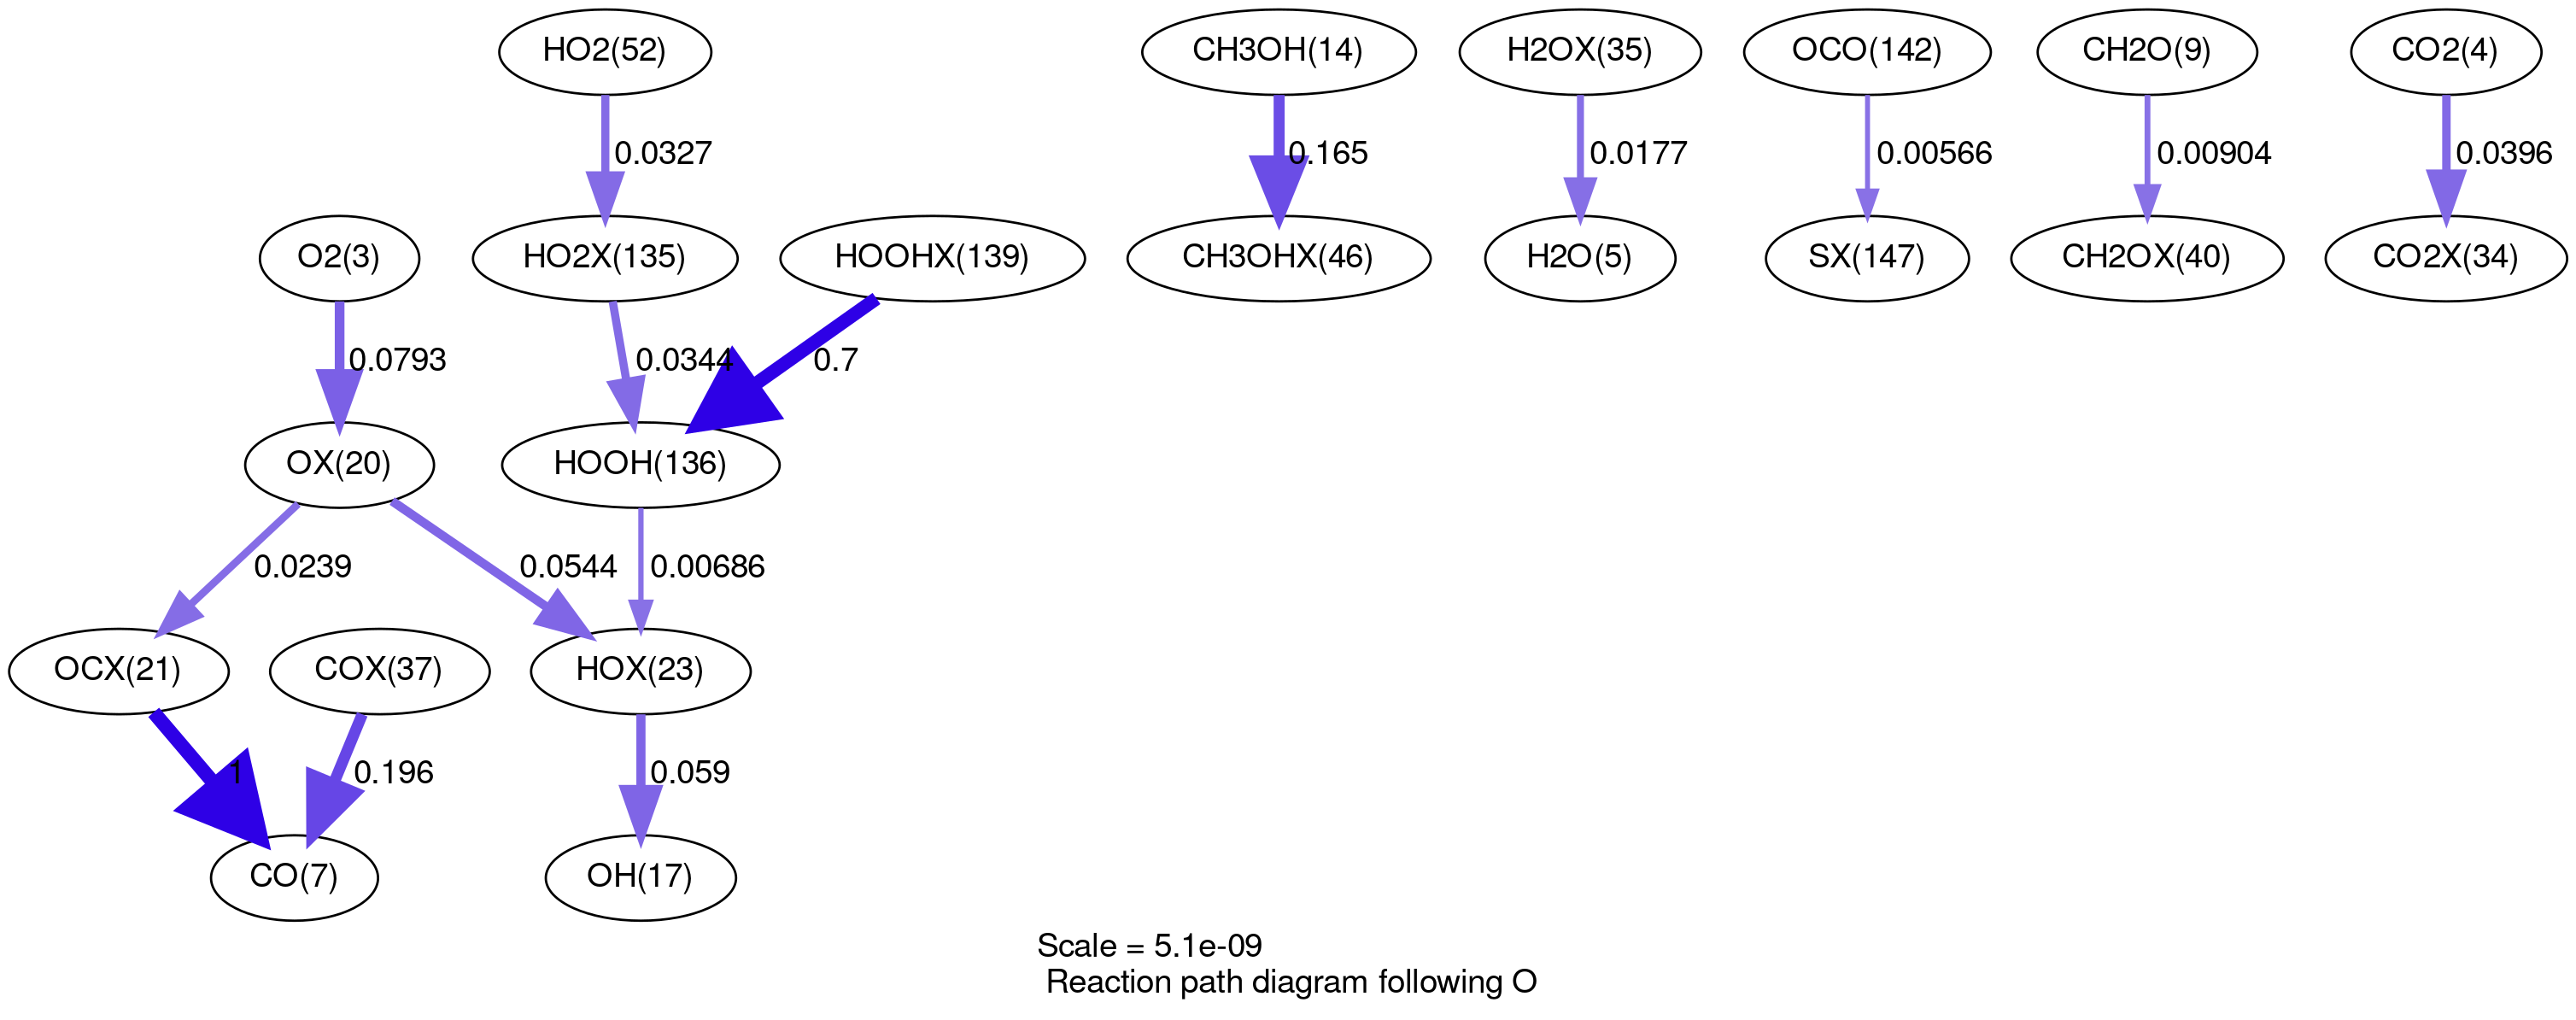 HO2(52)
CH3OH(14)
H2OX(35)
OCO(142)
CH2O(9)
CO2(4)
0.0327
0.165
0.0177
0.00566
0.00904
0.0396
O2(3)
HO2X(135)
HOOHX(139)
CH3OHX(46)
H2O(5)
SX(147)
CH2OX(40)
CO2X(34)
0.0793
0.0344
0.7
OX(20)
HOOH(136)
0.0239
0.0544
0.00686
OCX(21)
COX(37)
HOX(23)
1
0.196
0.059
CO(7)
OH(17)
Scale = 5.1e-09
Reaction path diagram following O